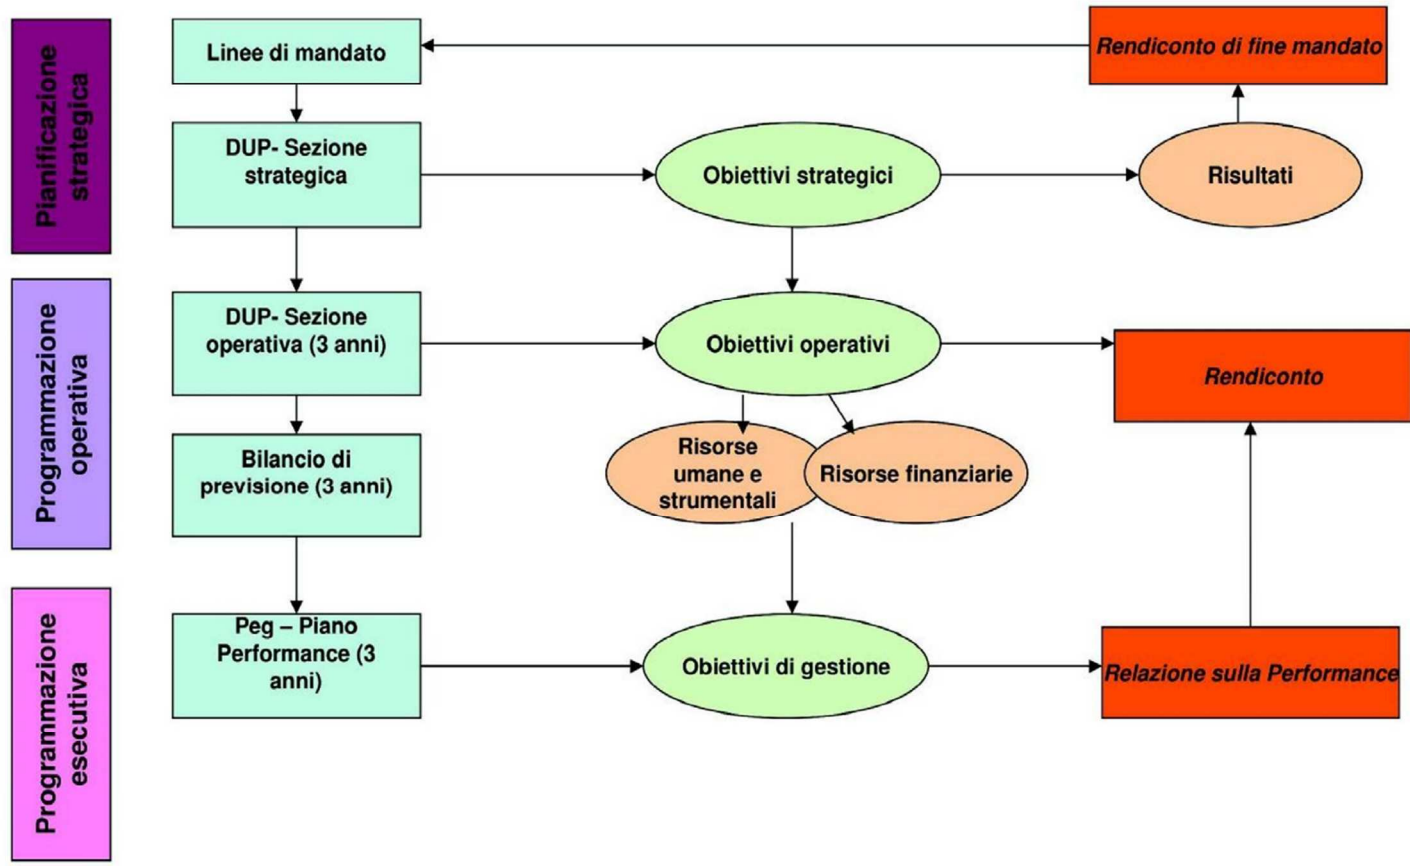 Pianificazione
strategica
Linee di mandato
Rendiconto di fine mandato
DUP- Sezione
strategica
Obiettivi strategici
Risultati
Programmazione
operativa
DUP- Sezione
operativa (3 anni)
Obiettivi operativi
Rendiconto
Bilancio di
previsione (3 anni)
Risorse
umane e
strumentali
Risorse finanziarie
Programmazione
esecutiva
Peg – Piano
Performance (3
anni)
Obiettivi di gestione
Relazione sulla Performance